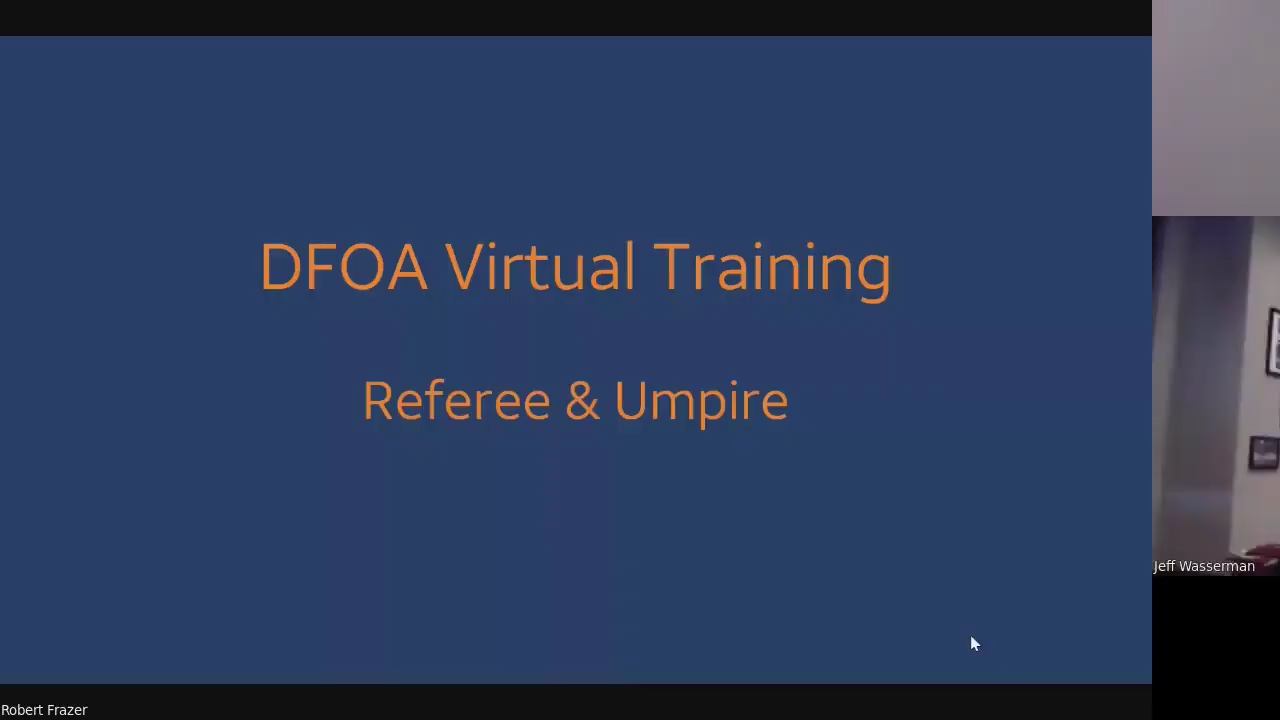 DFOA Virtual Training
Referee & Umpire
Jeff Wasserman
Robert Frazer